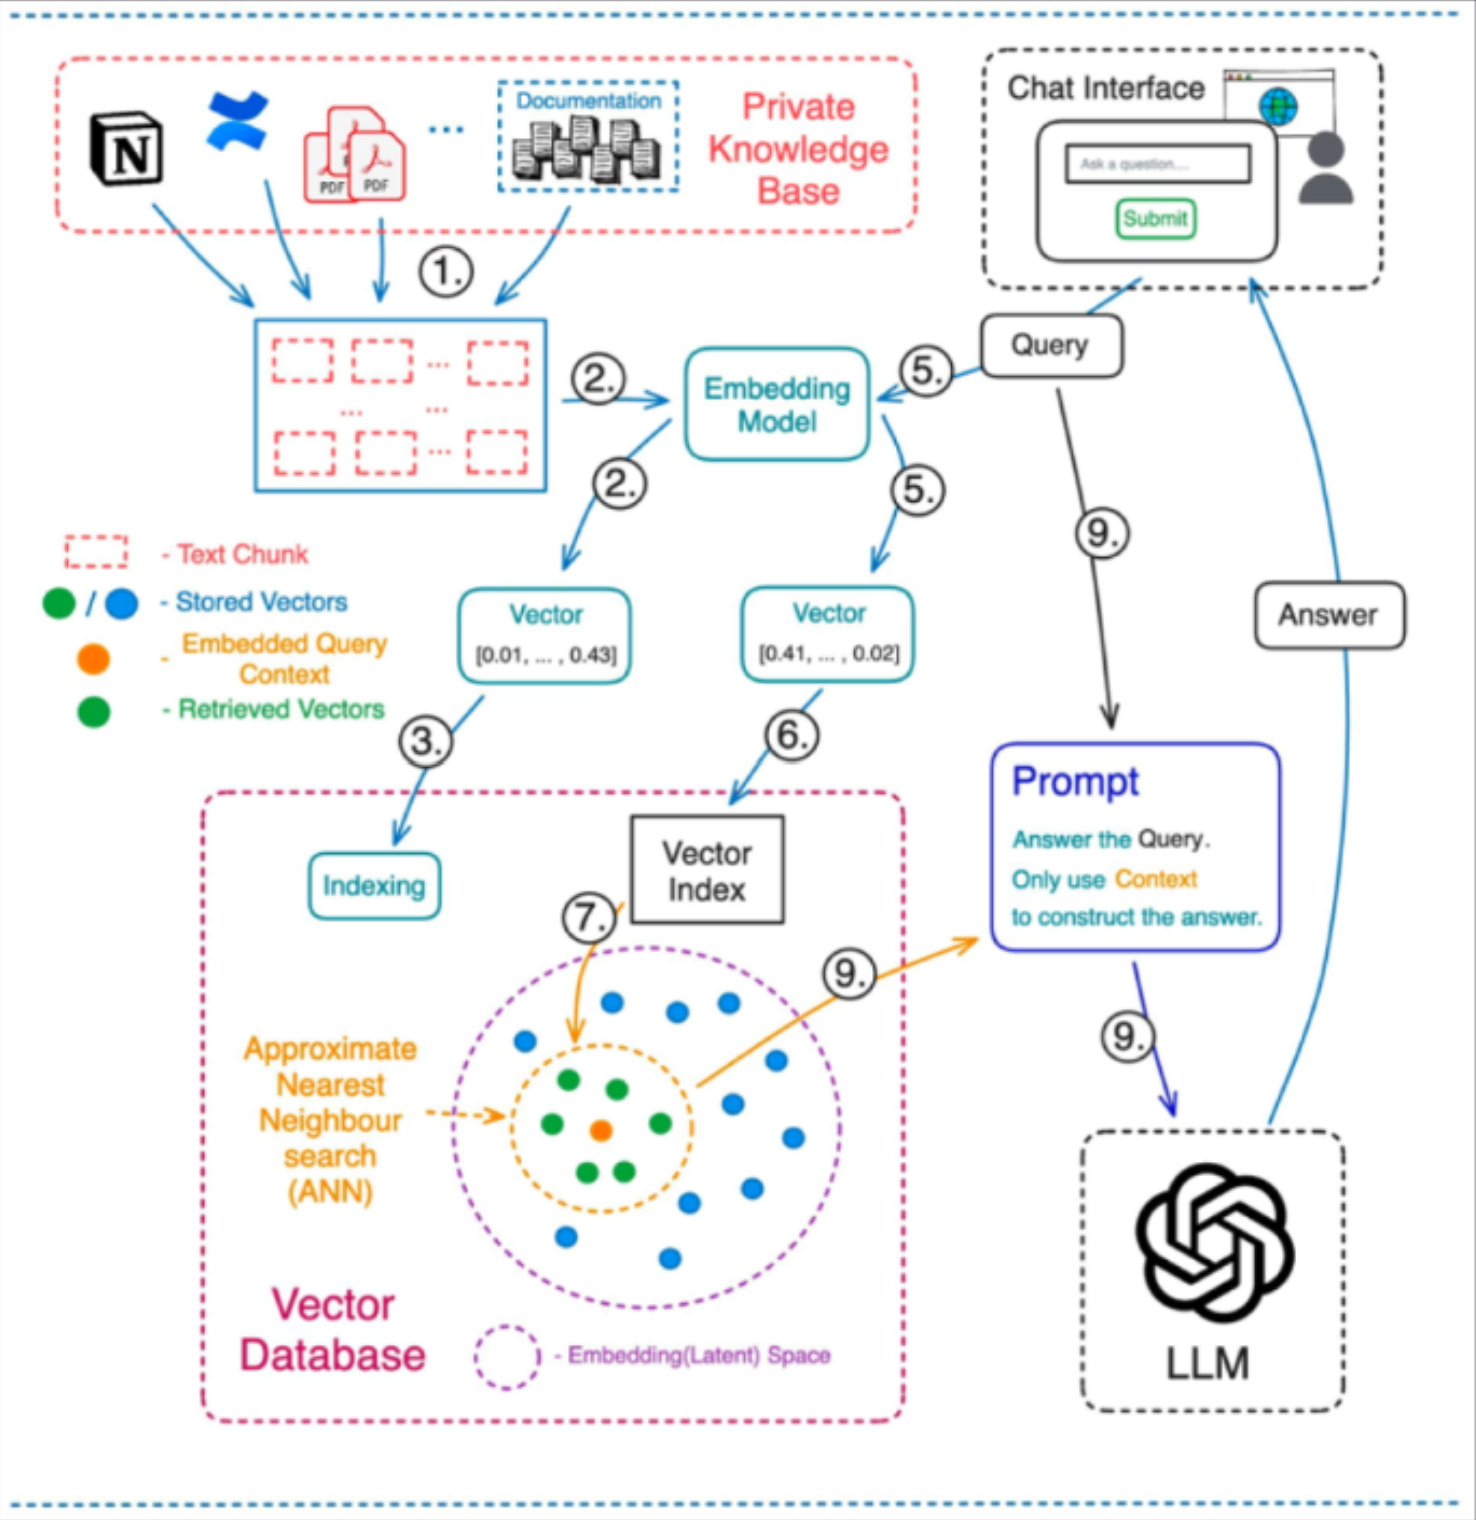 Documentation
Private
Knowledge
Base
N
PDF
PDF
Chat Interface
Ask a question....
Submit
1.
Query
2.
Embedding
Model
5.
2.
5.
9.
- Text Chunk
/ - Stored Vectors
- Embedded Query
Context
- Retrieved Vectors
Vector
[0.01, ... , 0.43]
Vector
[0.41, ... , 0.02]
Answer
3.
6.
Prompt
Answer the Query.
Only use Context
to construct the answer.
Indexing
Vector
Index
7.
9.
9.
Approximate
Nearest
Neighbour
search
(ANN)
Vector
Database
- Embedding(Latent) Space
LLM